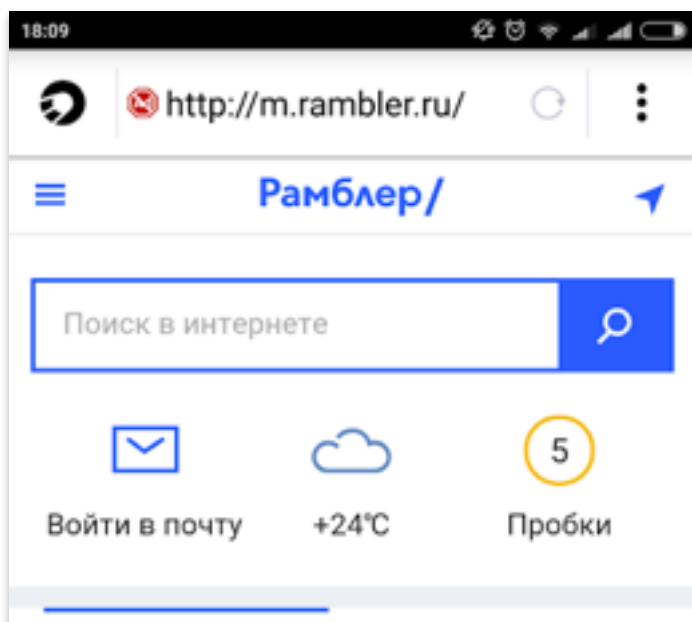 18:09
http://m.rambler.ru/
Рамблер/
Поиск в интернете
5
Войти в почту +24℃ Пробки